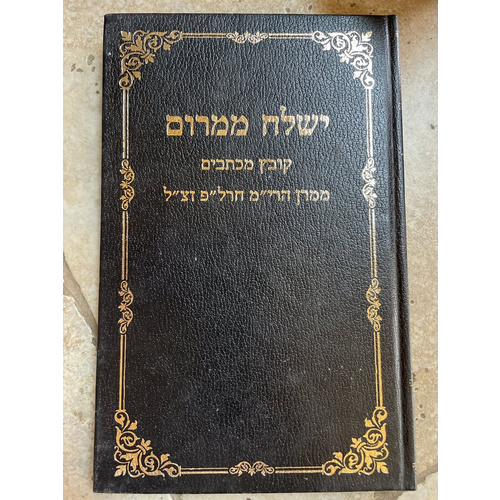 ישלח ממרום
קובץ מכתבים
ממרן הרי״מ חרל״פ זצ״ל